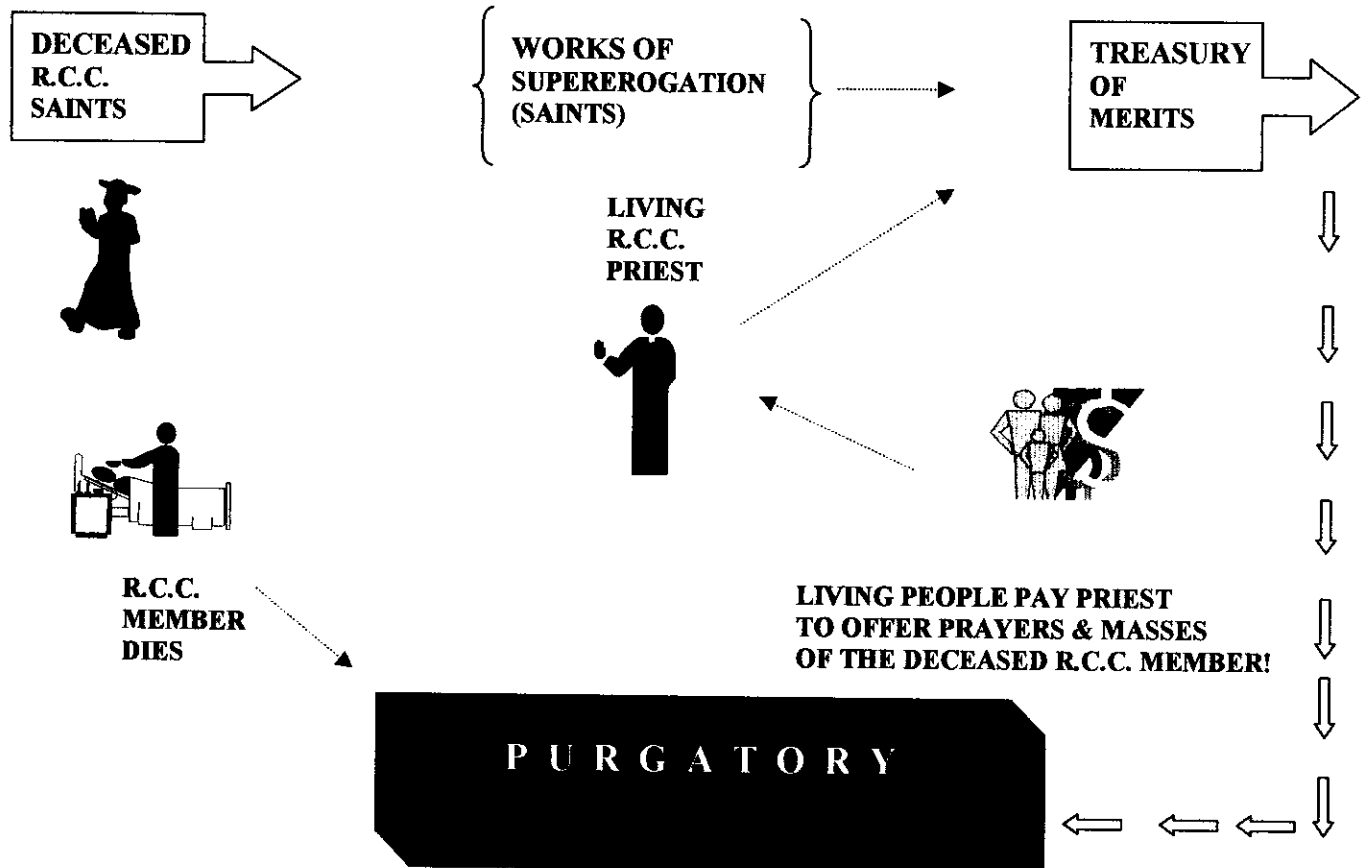 DECEASED
R.C.C.
SAINTS
WORKS OF
SUPEREROGATION
(SAINTS)
TREASURY
OF
MERITS
LIVING
R.C.C.
PRIEST
$
R.C.C.
MEMBER
DIES
LIVING PEOPLE PAY PRIEST
TO OFFER PRAYERS & MASSES
OF THE DECEASED R.C.C. MEMBER!
PURGATORY